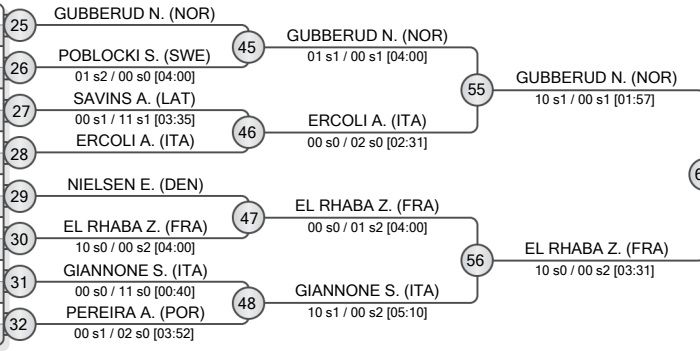 25
GUBBERUD N. (NOR)
26
POBLOCKI S. (SWE)
01 s2 / 00 s0 [04:00]
45
GUBBERUD N. (NOR)
01 s1 / 00 s1 [04:00]
27
SAVINS A. (LAT)
00 s1 / 11 s1 [03:35]
28
ERCOLI A. (ITA)
46
ERCOLI A. (ITA)
00 s0 / 02 s0 [02:31]
55
GUBBERUD N. (NOR)
10 s1 / 00 s1 [01:57]
29
NIELSEN E. (DEN)
30
EL RHABA Z. (FRA)
10 s0 / 00 s2 [04:00]
47
EL RHABA Z. (FRA)
00 s0 / 01 s2 [04:00]
31
GIANNONE S. (ITA)
00 s0 / 11 s0 [00:40]
32
PEREIRA A. (POR)
00 s1 / 02 s0 [03:52]
48
GIANNONE S. (ITA)
10 s1 / 00 s2 [05:10]
56
EL RHABA Z. (FRA)
10 s0 / 00 s2 [03:31]